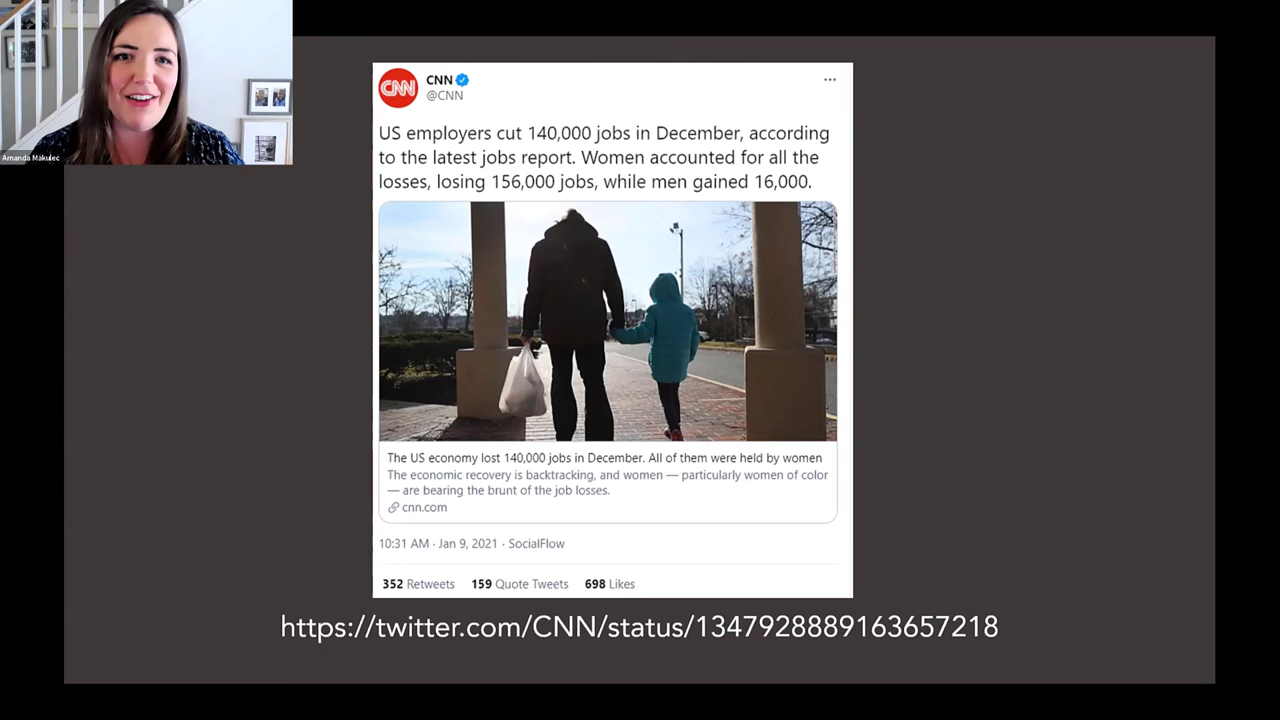 Amanda Makulec
CNN
CNN
@CNN
US employers cut 140,000 jobs in December, according
to the latest jobs report. Women accounted for all the
losses, losing 156,000 jobs, while men gained 16,000.
The US economy lost 140,000 jobs in December. All of them were held by women
The economic recovery is backtracking, and women — particularly women of color
— are bearing the brunt of the job losses.
cnn.com
10:31 AM · Jan 9, 2021 · SocialFlow
352 Retweets 159 Quote Tweets 698 Likes
https://twitter.com/CNN/status/1347928889163657218